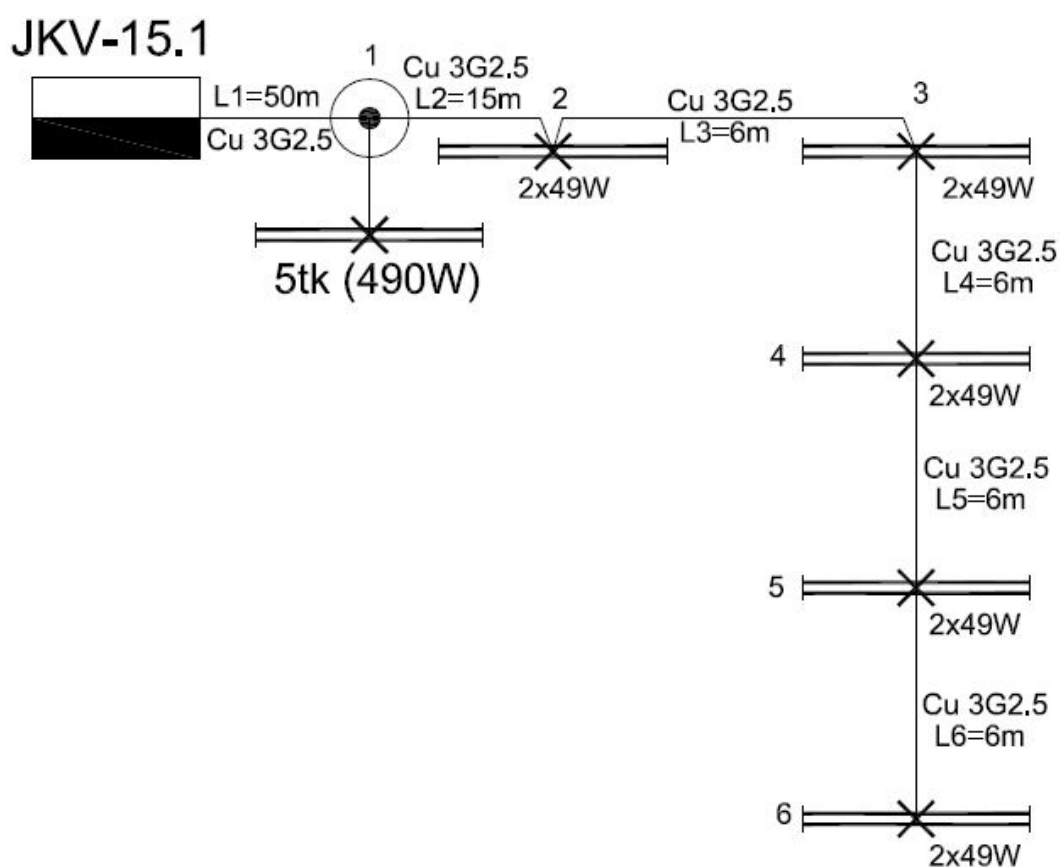 JKV-15.1
1
L1=50m
Cu 3G2.5
Cu 3G2.5
L2=15m
2
2x49W
Cu 3G2.5
L3=6m
3
2x49W
5tk (490W)
Cu 3G2.5
L4=6m
4
2x49W
Cu 3G2.5
L5=6m
5
2x49W
Cu 3G2.5
L6=6m
6
2x49W